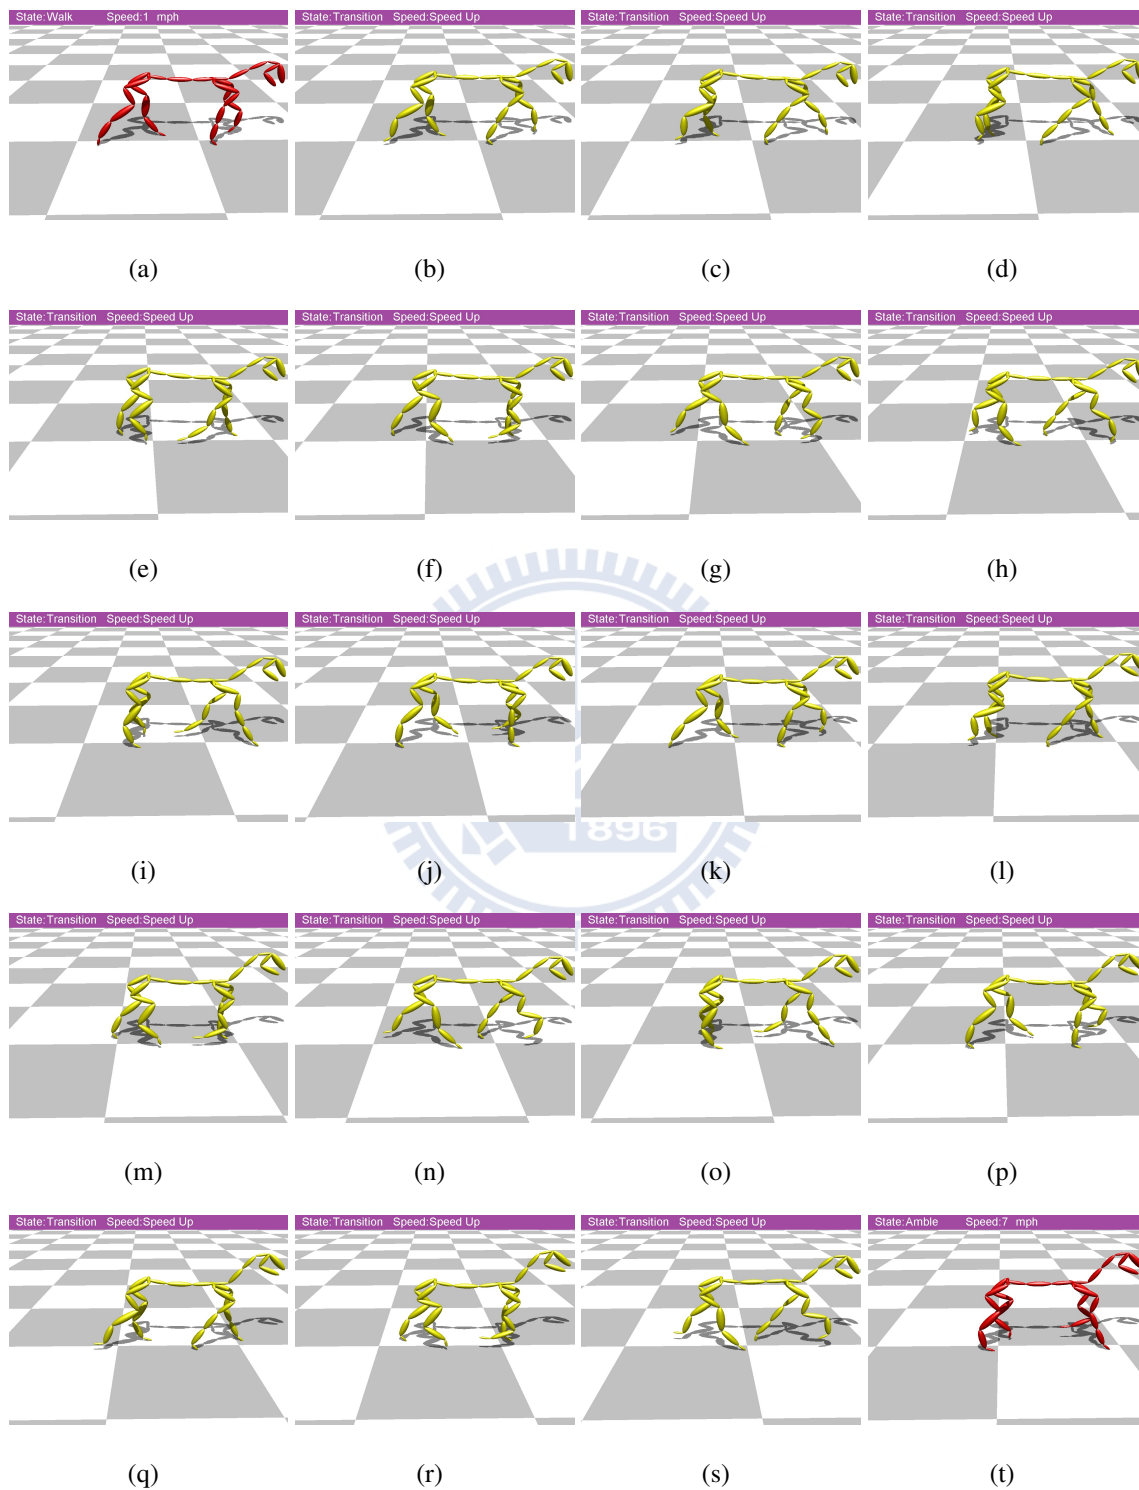 State:Walk Speed:1 mph
State:Transition Speed:Speed Up
State:Transition Speed:Speed Up
State:Transition Speed:Speed Up
(a)
(b)
(c)
(d)
State:Transition Speed:Speed Up
State:Transition Speed:Speed Up
State:Transition Speed:Speed Up
State:Transition Speed:Speed Up
(e)
(f)
(g)
(h)
State:Transition Speed:Speed Up
State:Transition Speed:Speed Up
State:Transition Speed:Speed Up
State:Transition Speed:Speed Up
1896
(i)
(j)
(k)
(l)
State:Transition Speed:Speed Up
State:Transition Speed:Speed Up
State:Transition Speed:Speed Up
State:Transition Speed:Speed Up
(m)
(n)
(o)
(p)
State:Transition Speed:Speed Up
State:Transition Speed:Speed Up
State:Transition Speed:Speed Up
State:Amble Speed:7 mph
(q)
(r)
(s)
(t)